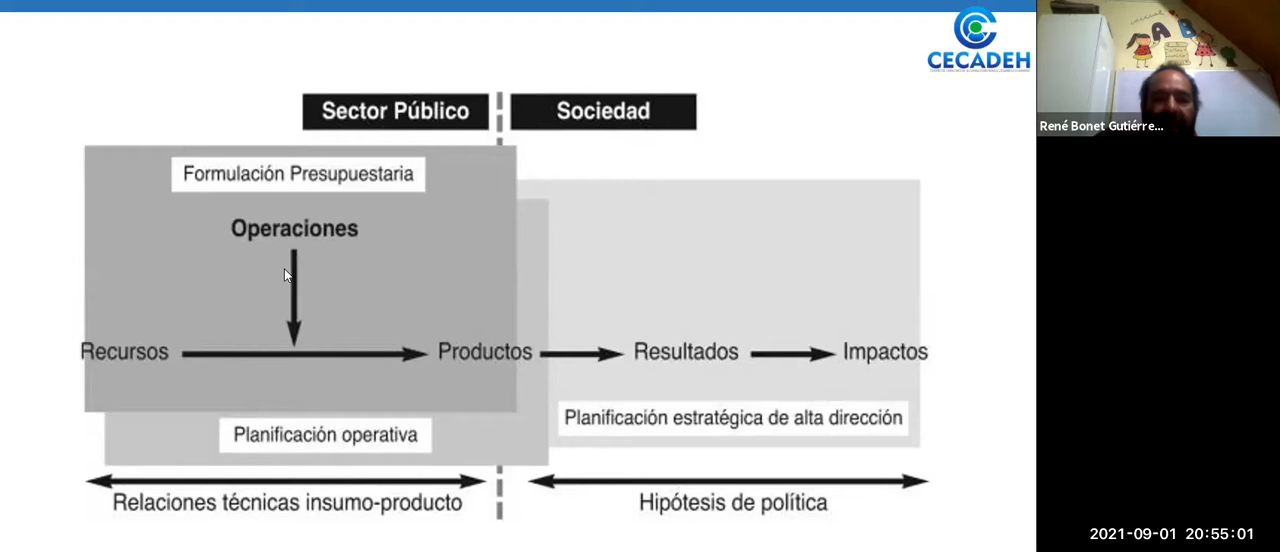 CECADEH
Sector Público
Sociedad
Formulación Presupuestaria
Operaciones
Recursos
Productos
Resultados
Impactos
Planificación estratégica de alta dirección
Planificación operativa
Relaciones técnicas insumo-producto
Hipótesis de política
René Bonet Gutiérre...
2021-09-01 20:55:01